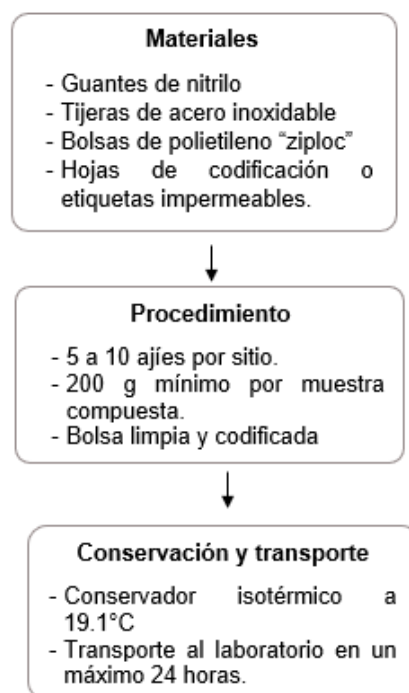 Materiales
- Guantes de nitrilo
- Tijeras de acero inoxidable
- Bolsas de polietileno “ziploc”
- Hojas de codificación o
etiquetas impermeables.
Procedimiento
- 5 a 10 ajíes por sitio.
- 200 g mínimo por muestra
compuesta.
- Bolsa limpia y codificada
Conservación y transporte
- Conservador isotérmico a
19.1°C
- Transporte al laboratorio en un
máximo 24 horas.